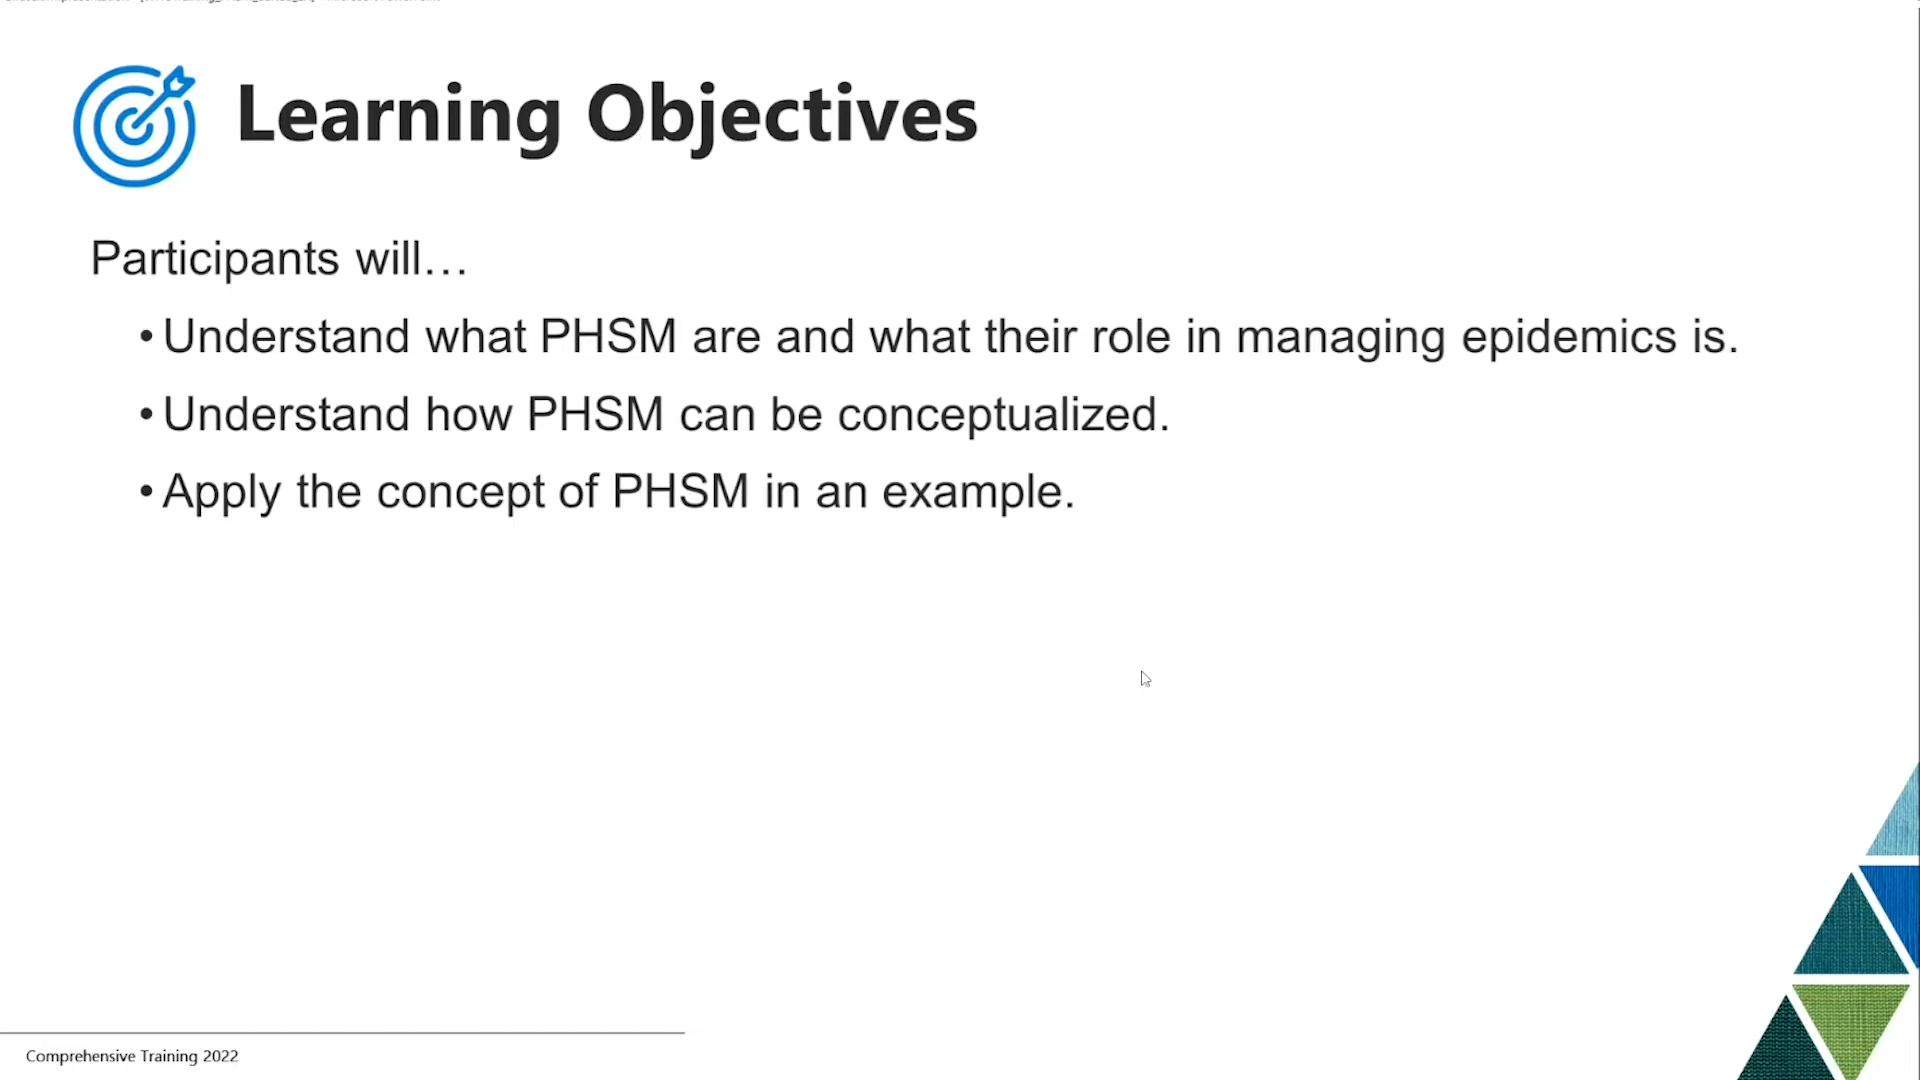 Learning Objectives
Participants will…
• Understand what PHSM are and what their role in managing epidemics is.
• Understand how PHSM can be conceptualized.
• Apply the concept of PHSM in an example.
Comprehensive Training 2022